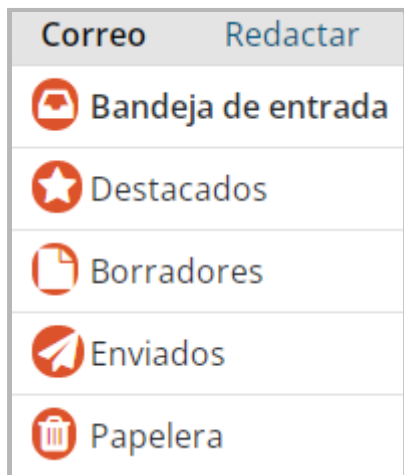 Correo Redactar
Bandeja de entrada
Destacados
Borradores
Enviados
Papelera